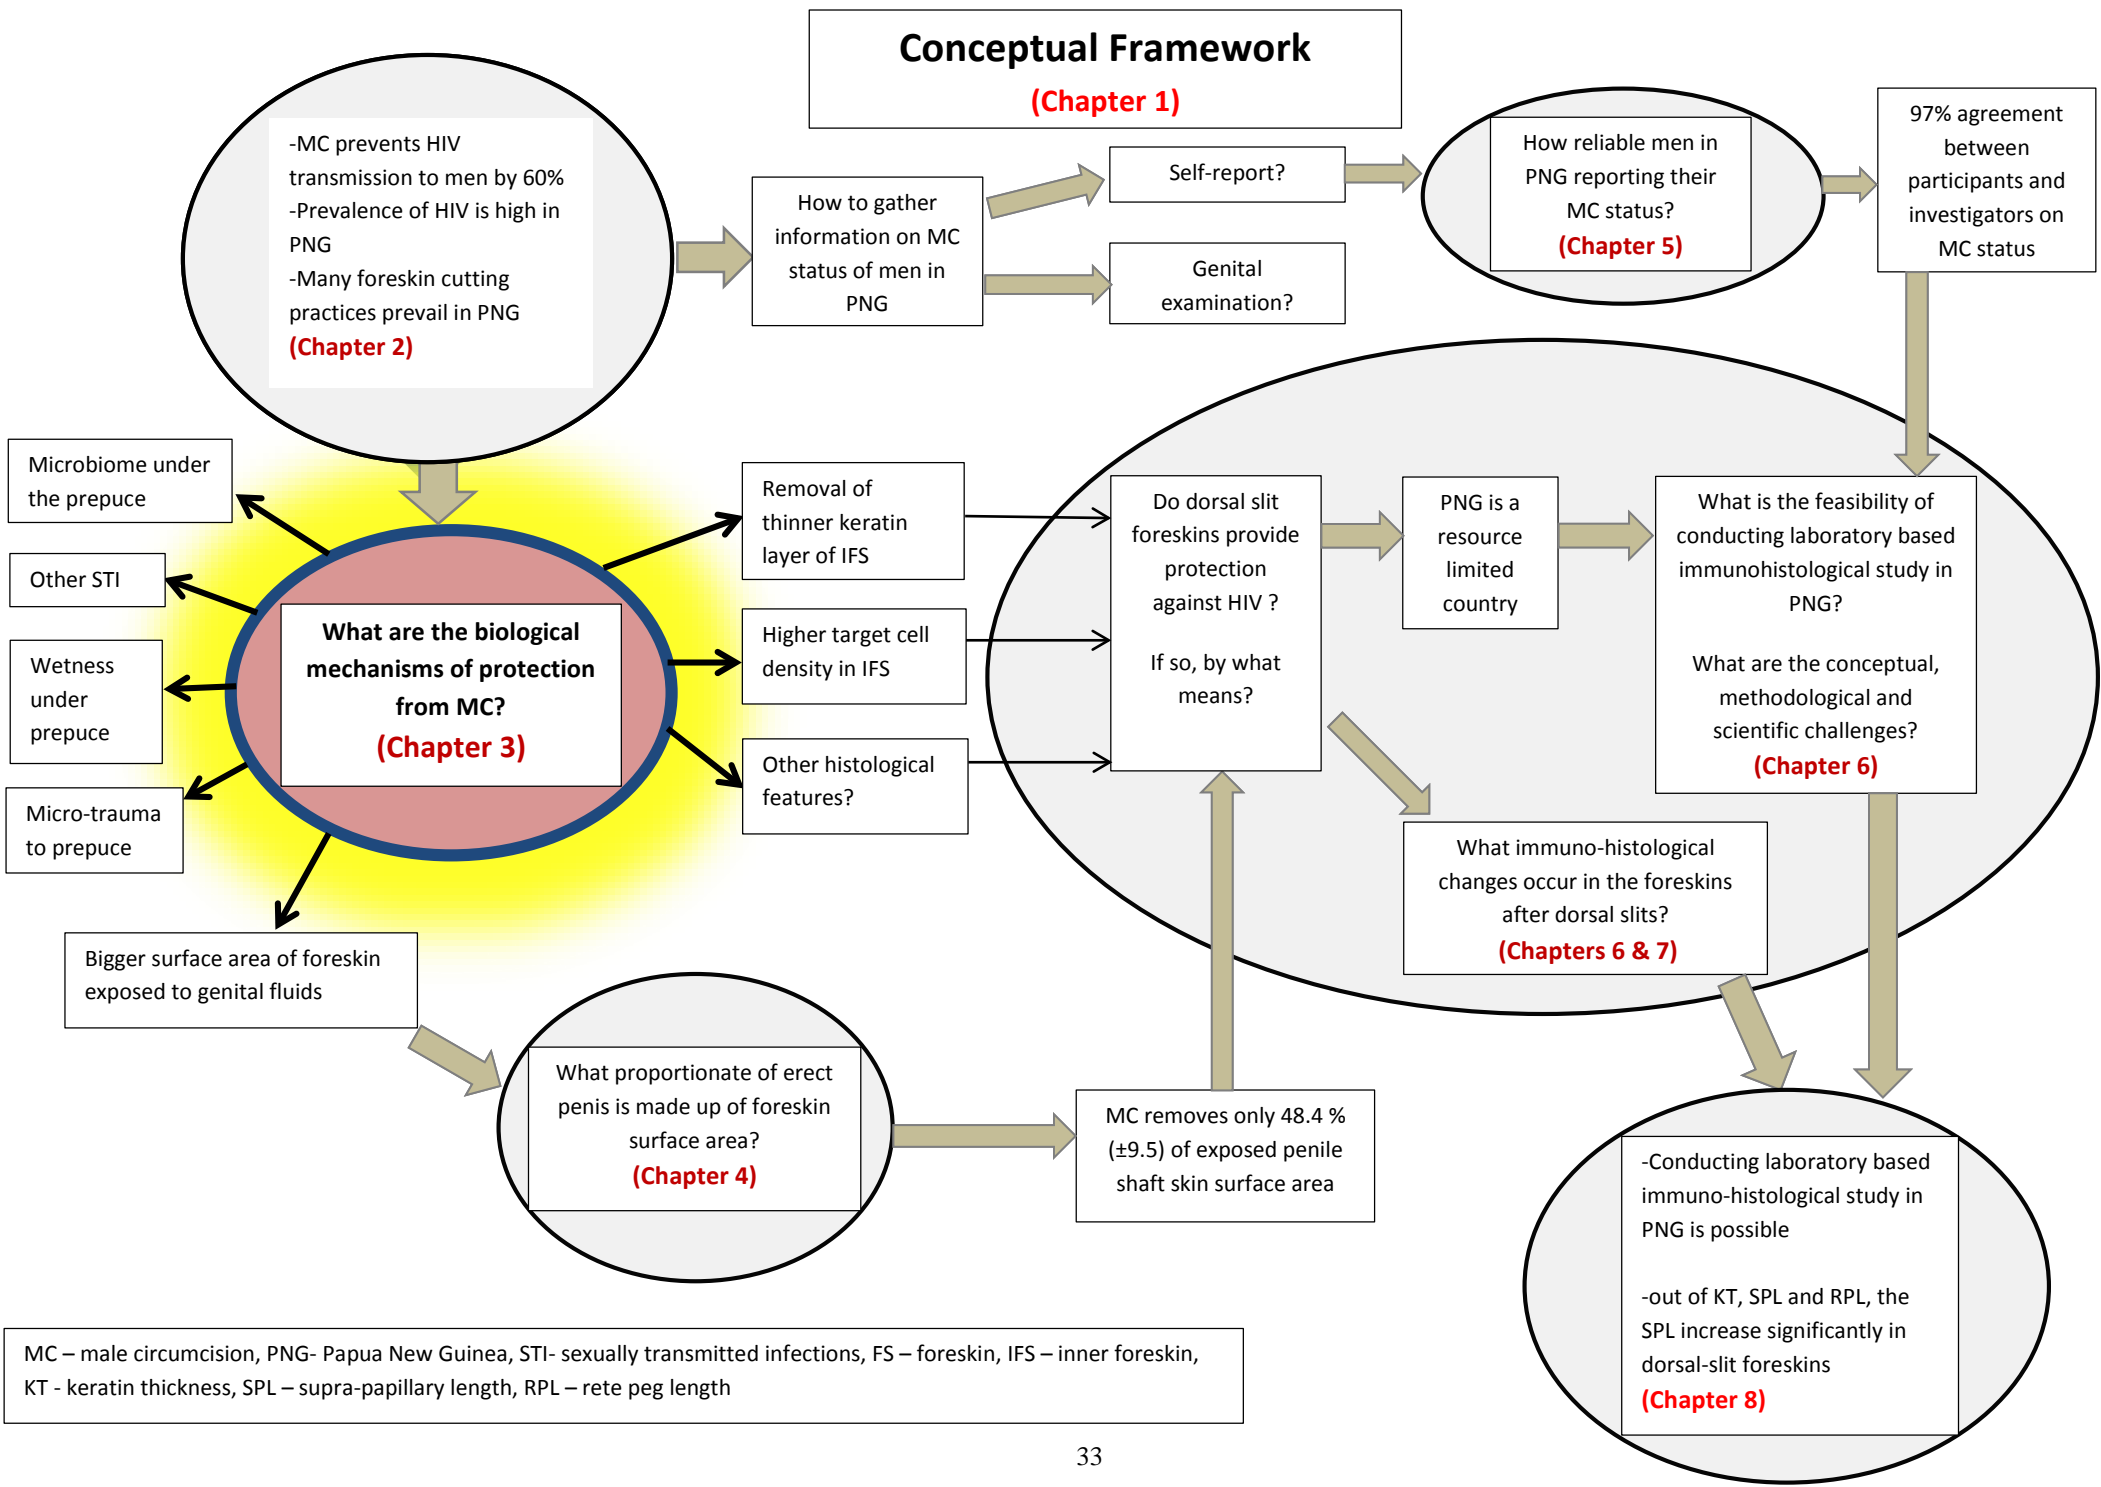 Conceptual Framework
(Chapter 1)
-MC prevents HIV
transmission to men by 60%
-Prevalence of HIV is high in
PNG
-Many foreskin cutting
practices prevail in PNG
(Chapter 2)
How to gather
information on MC
status of men in
PNG
Self-report?
Genital
examination?
How reliable men in
PNG reporting their
MC status?
(Chapter 5)
97% agreement
between
participants and
investigators on
MC status
Microbiome under
the prepuce
Other STI
Wetness
under
prepuce
Micro-trauma
to prepuce
What are the biological
mechanisms of protection
from MC?
(Chapter 3)
Removal of
thinner keratin
layer of IFS
Higher target cell
density in IFS
Other histological
features?
Do dorsal slit
foreskins provide
protection
against HIV ?
If so, by what
means?
PNG is a
resource
limited
country
What is the feasibility of
conducting laboratory based
immunohistological study in
PNG?
What are the conceptual,
methodological and
scientific challenges?
(Chapter 6)
What immuno-histological
changes occur in the foreskins
after dorsal slits?
(Chapters 6 & 7)
Bigger surface area of foreskin
exposed to genital fluids
What proportionate of erect
penis is made up of foreskin
surface area?
(Chapter 4)
MC removes only 48.4 %
(±9.5) of exposed penile
shaft skin surface area
-Conducting laboratory based
immuno-histological study in
PNG is possible
-out of KT, SPL and RPL, the
SPL increase significantly in
dorsal-slit foreskins
(Chapter 8)
MC – male circumcision, PNG- Papua New Guinea, STI- sexually transmitted infections, FS – foreskin, IFS – inner foreskin,
KT - keratin thickness, SPL – supra-papillary length, RPL – rete peg length
33